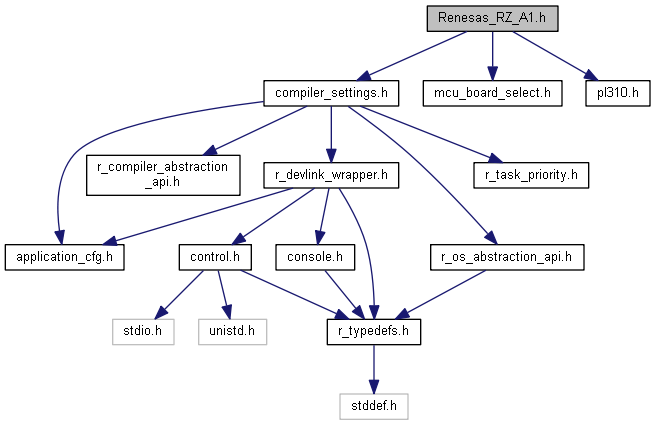 Renesas_RZ_A1.h
compiler_settings.h
mcu_board_select.h
pl310.h
r_compiler_abstraction
_api.h
r_devlink_wrapper.h
r_task_priority.h
application_cfg.h
control.h
console.h
r_os_abstraction_api.h
stdio.h
unistd.h
r_typedefs.h
stddef.h